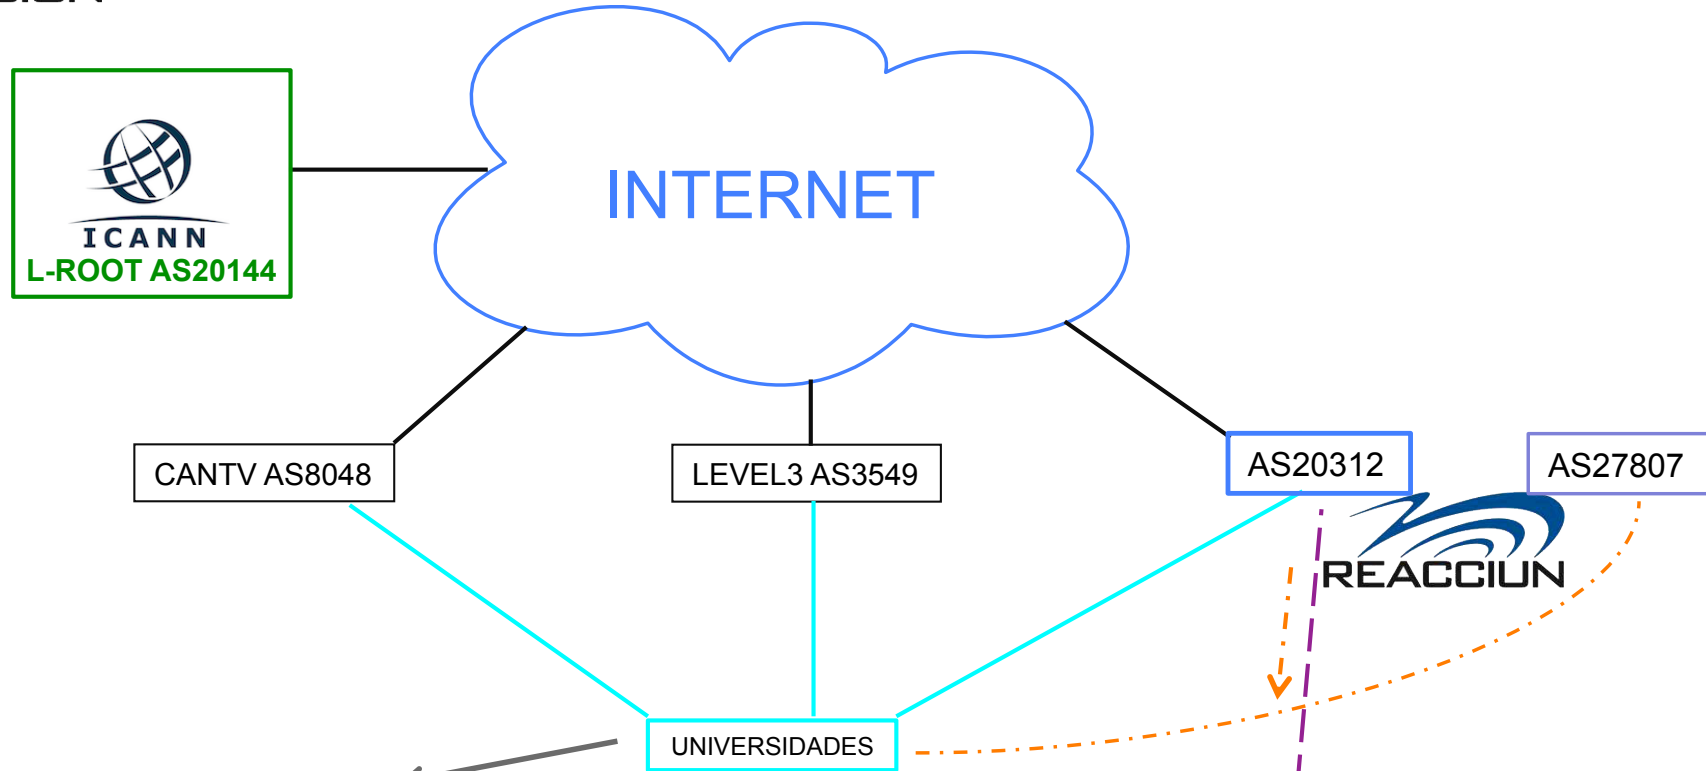 INTERNET
ICANN
L-ROOT AS20144
CANTV AS8048
LEVEL3 AS3549
AS20312
AS27807
REACCIUN
UNIVERSIDADES